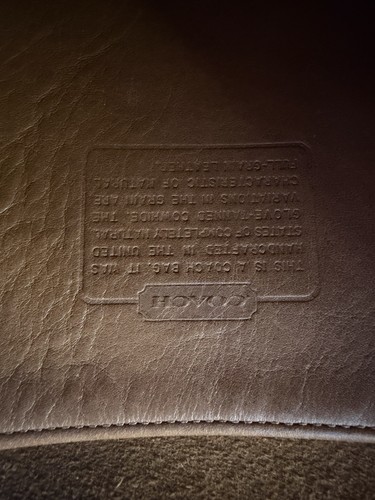 COACH
THIS IS A COACH BAG. IT WAS
HANDCRAFTED IN THE UNITED
STATES OF COMPLETELY NATURAL
GLOVE-TANNED COWHIDE. THE
VARIATIONS IN THE GRAIN ARE
CHARACTERISTIC OF NATURAL
FULL-GRAIN LEATHER.